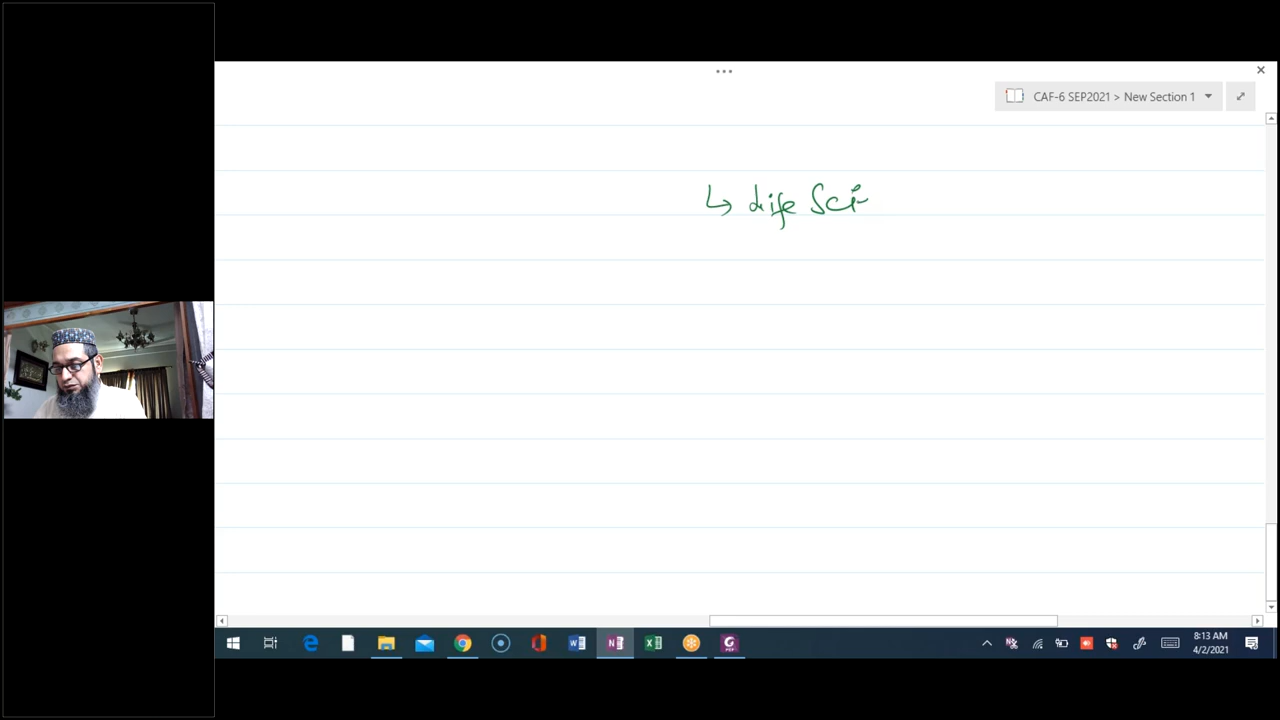 CAF-6 SEP2021 > New Section 1
↳ Life Sci
8:13 AM
4/2/2021